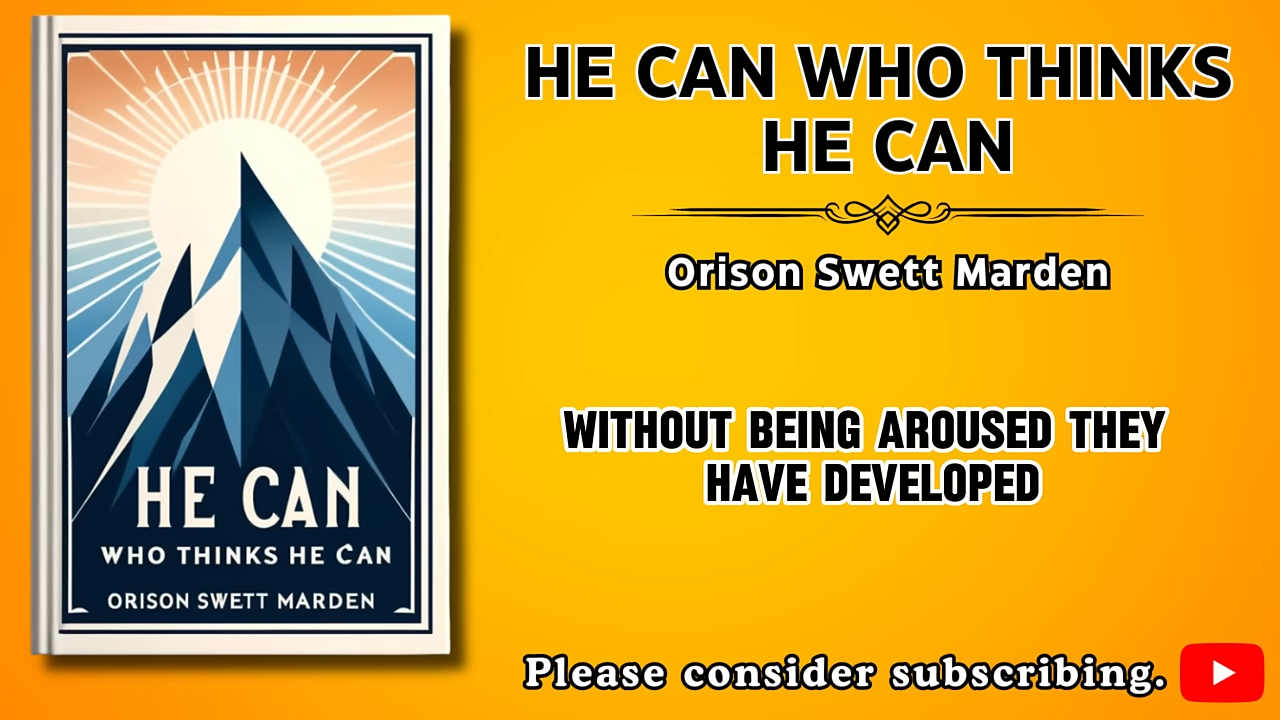 HE CAN
WHO THINKS HE CAN
ORISON SWETT MARDEN
HE CAN WHO THINKS
HE CAN
Orison Swett Marden
WITHOUT BEING AROUSED THEY
HAVE DEVELOPED
Please consider subscribing.